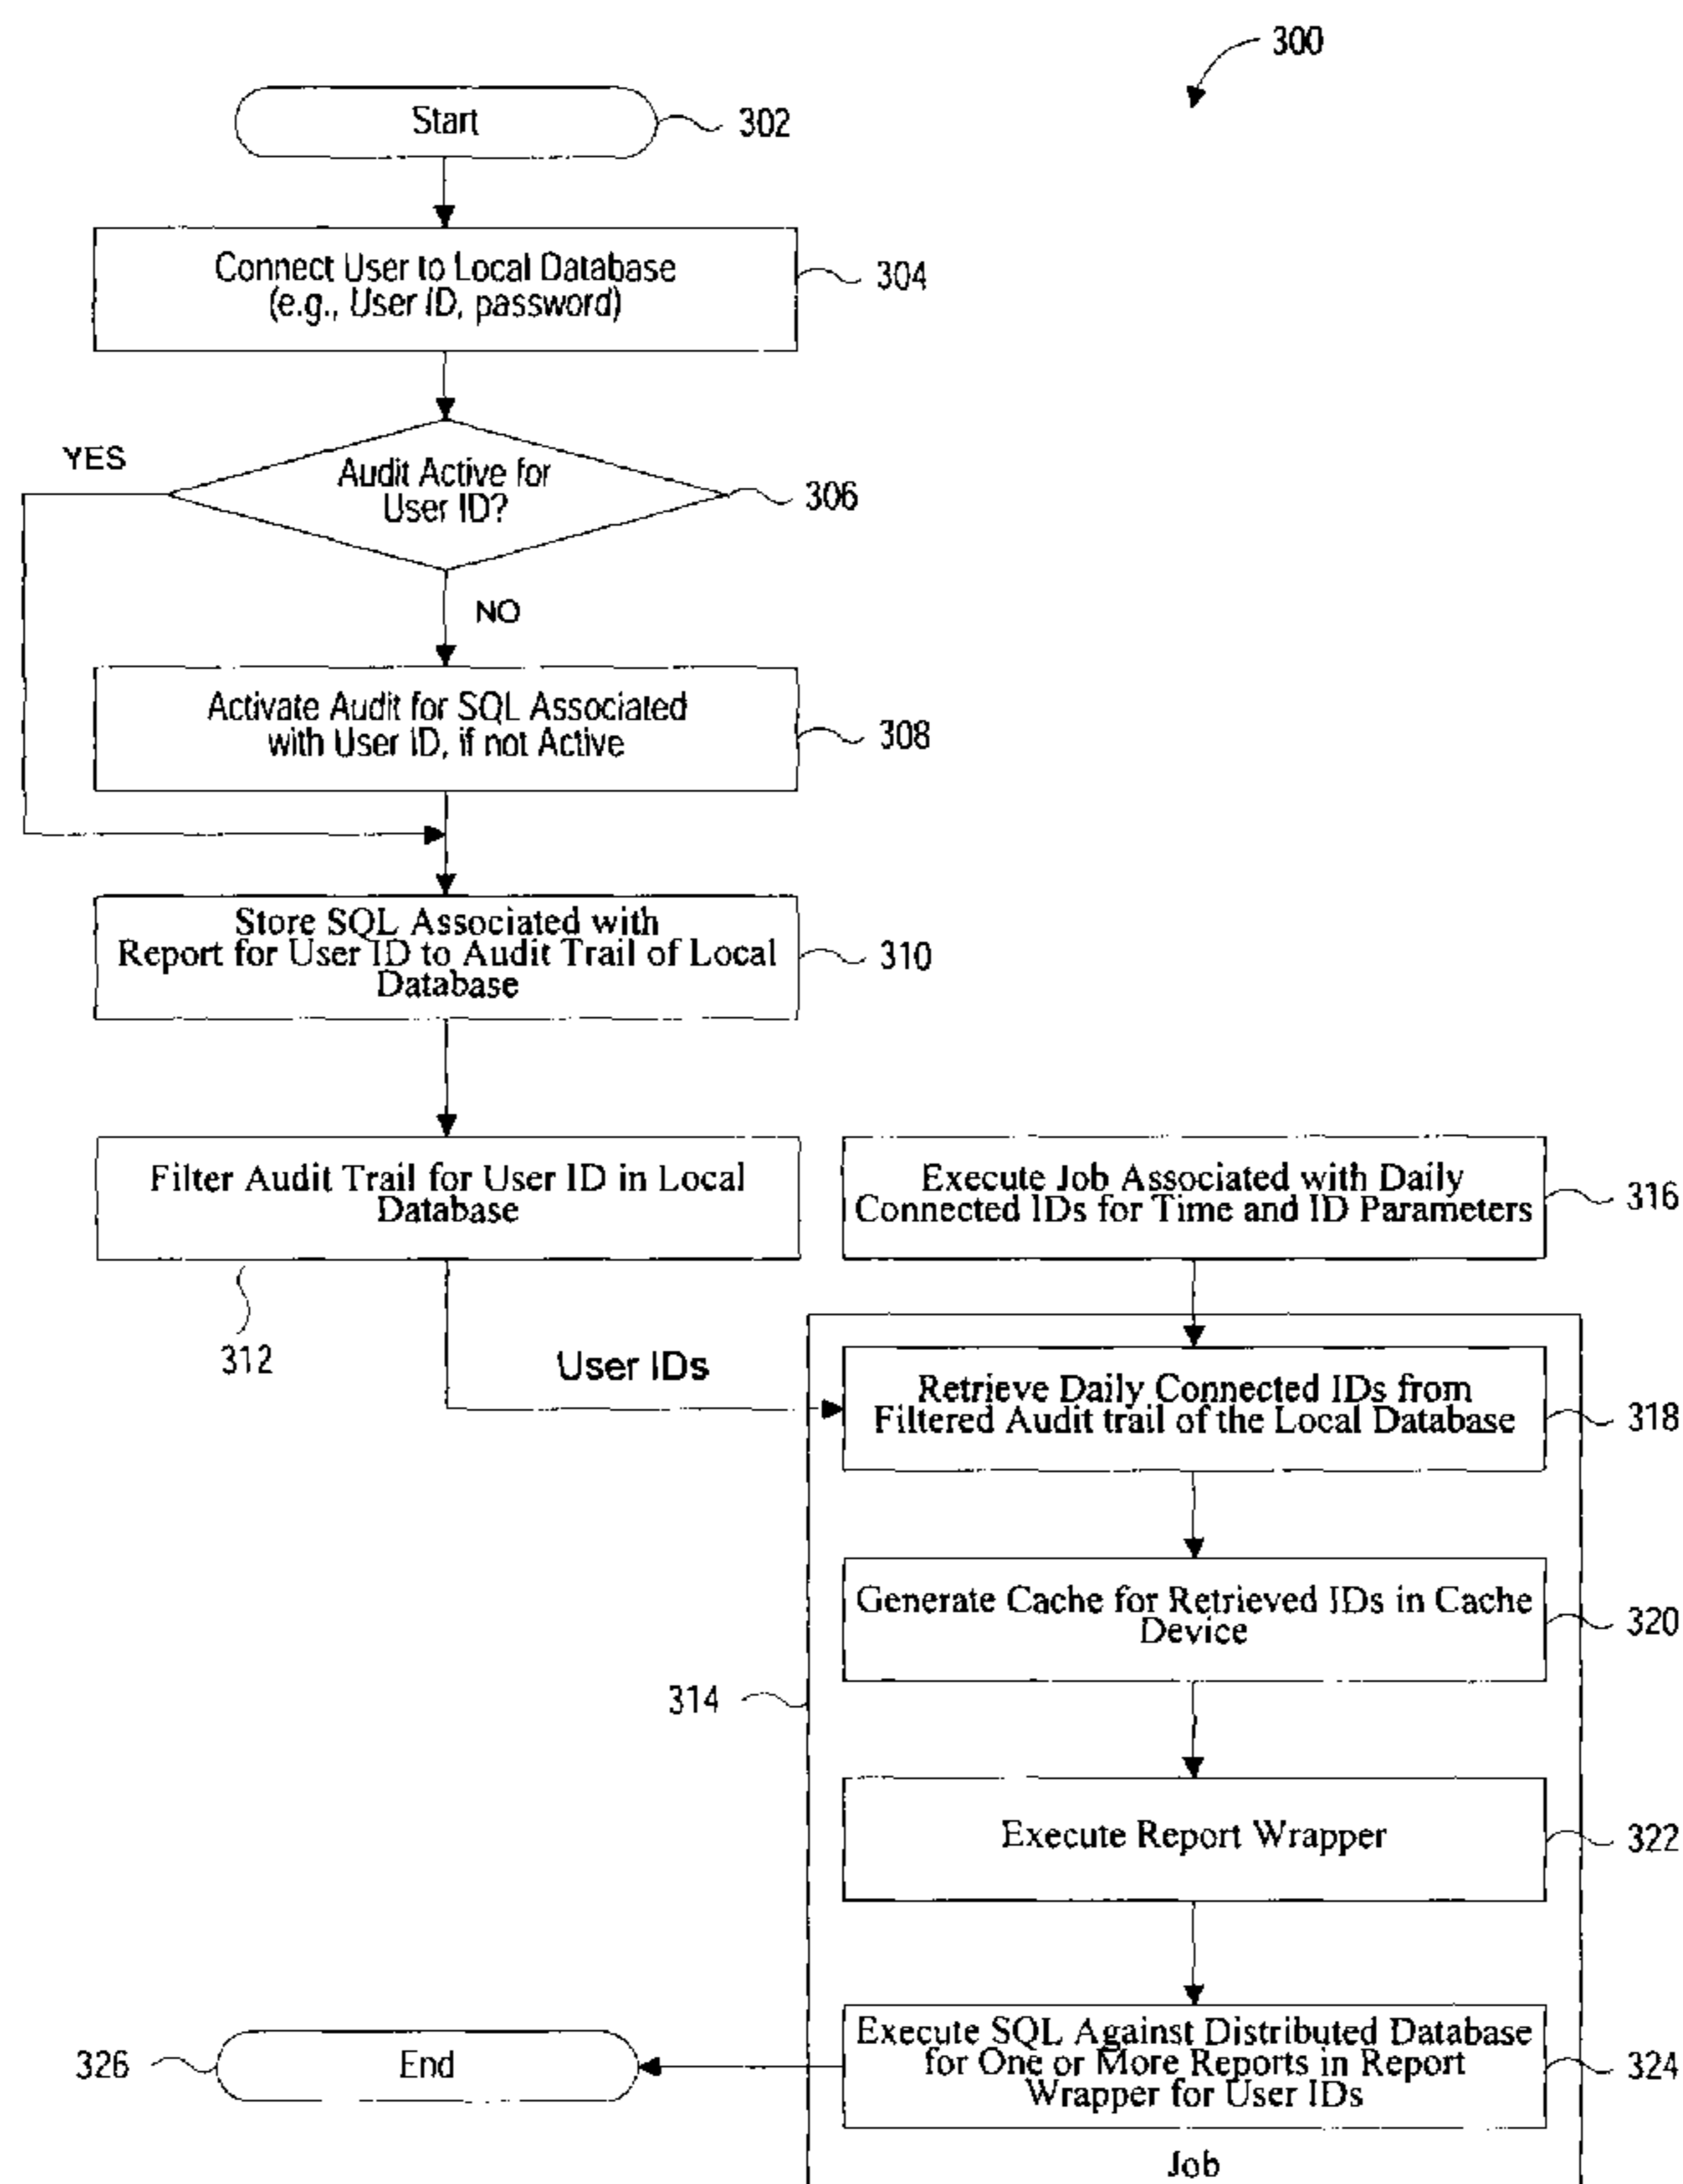 300
Start
302
Connect User to Local Database
(e.g., User ID, password)
304
YES
Audit Active for
User ID?
306
NO
Activate Audit for SQL Associated
with User ID, if not Active
308
Store SQL Associated with
Report for User ID to Audit Trail of Local
Database
310
Filter Audit Trail for User ID in Local
Database
312
Execute Job Associated with Daily
Connected IDs for Time and ID Parameters
316
User IDs
Retrieve Daily Connected IDs from
Filtered Audit trail of the Local Database
318
Generate Cache for Retrieved IDs in Cache
Device
320
314
Execute Report Wrapper
322
Execute SQL Against Distributed Database
for One or More Reports in Report
Wrapper for User IDs
324
326
End
Job